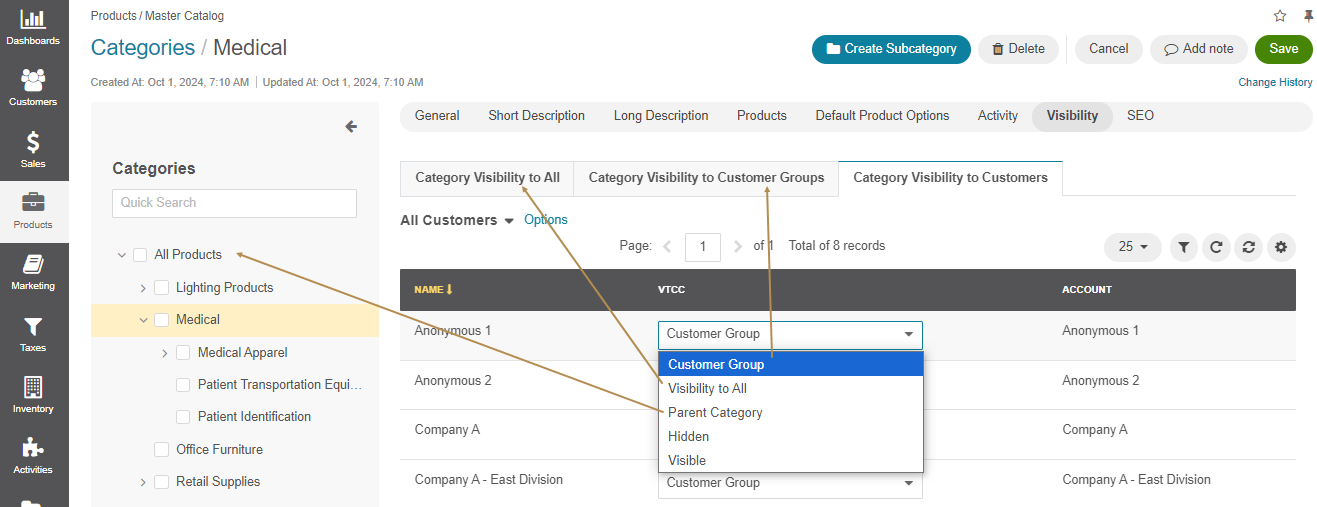 Dashboards
Customers
Sales
Products
Marketing
Taxes
Inventory
Activities
Products / Master Catalog
Categories / Medical
Create Subcategory
Delete
Cancel
Add note
Save
Created At: Oct 1, 2024, 7:10 AM | Updated At: Oct 1, 2024, 7:10 AM
Change History
Categories
Quick Search
All Products
Lighting Products
Medical
Medical Apparel
Patient Transportation Equi...
Patient Identification
Office Furniture
Retail Supplies
General Short Description Long Description Products Default Product Options Activity Visibility SEO
Category Visibility to All Category Visibility to Customer Groups Category Visibility to Customers
All Customers Options
Page: 1 of 1 Total of 8 records 25
NAME VTCC ACCOUNT
Anonymous 1 Customer Group Anonymous 1
Customer Group
Visibility to All
Parent Category
Hidden
Visible
Anonymous 2 Anonymous 2
Company A Company A
Company A - East Division Customer Group Company A - East Division